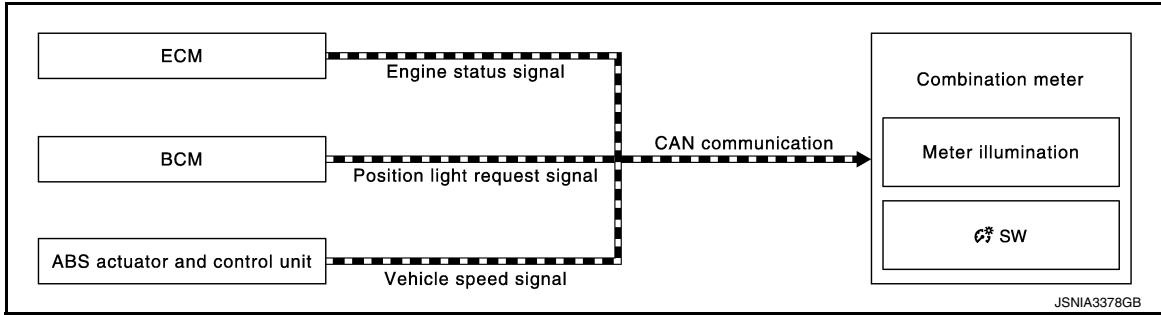 ECM
Engine status signal
BCM
Position light request signal
ABS actuator and control unit
Vehicle speed signal
CAN communication
Combination meter
Meter illumination
SW
JSNIA3378GB